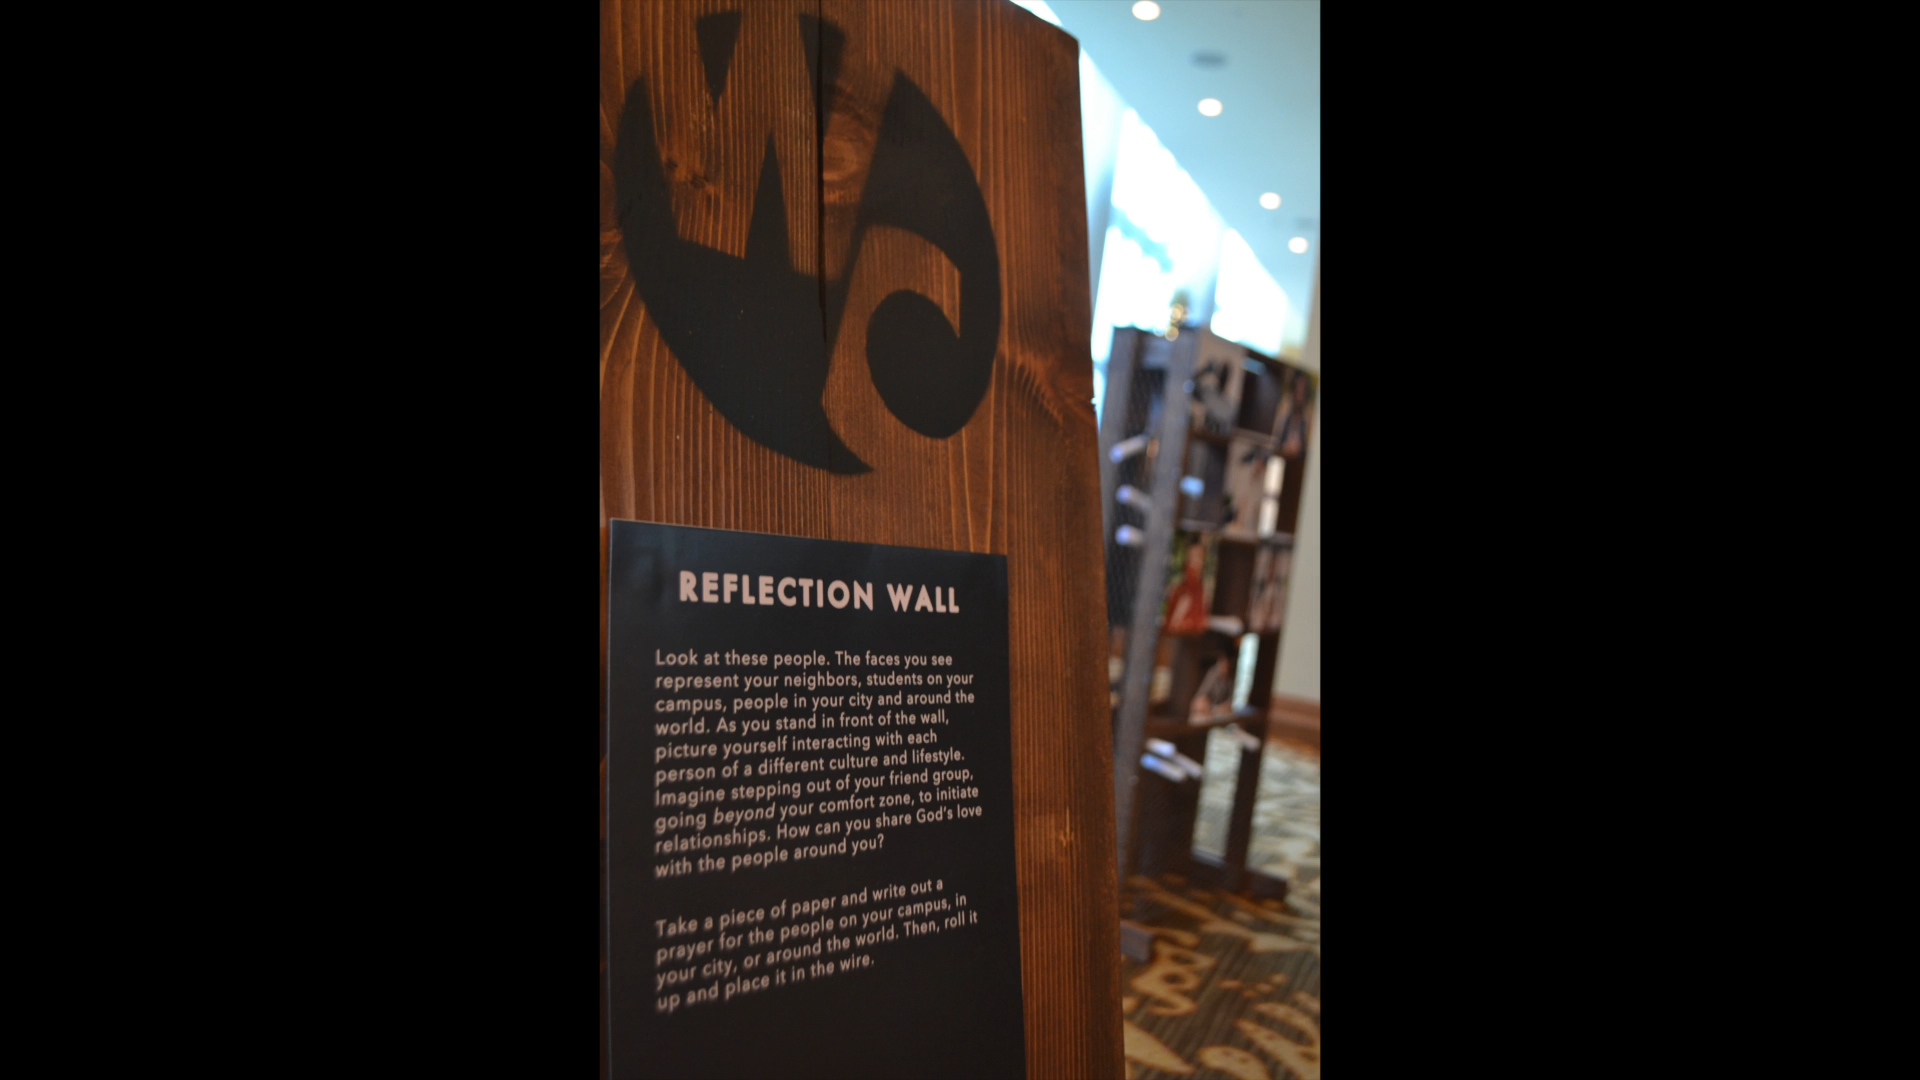 REFLECTION WALL
Look at these people. The faces you see
represent your neighbors, students on your
campus, people in your city and around the
world. As you stand in front of the wall,
picture yourself interacting with each
person of a different culture and lifestyle.
Imagine stepping out of your friend group,
going beyond your comfort zone, to initiate
relationships. How can you share God's love
with the people around you?
Take a piece of paper and write out a
prayer for the people on your campus, in
your city, or around the world. Then, roll it
up and place it in the wire.